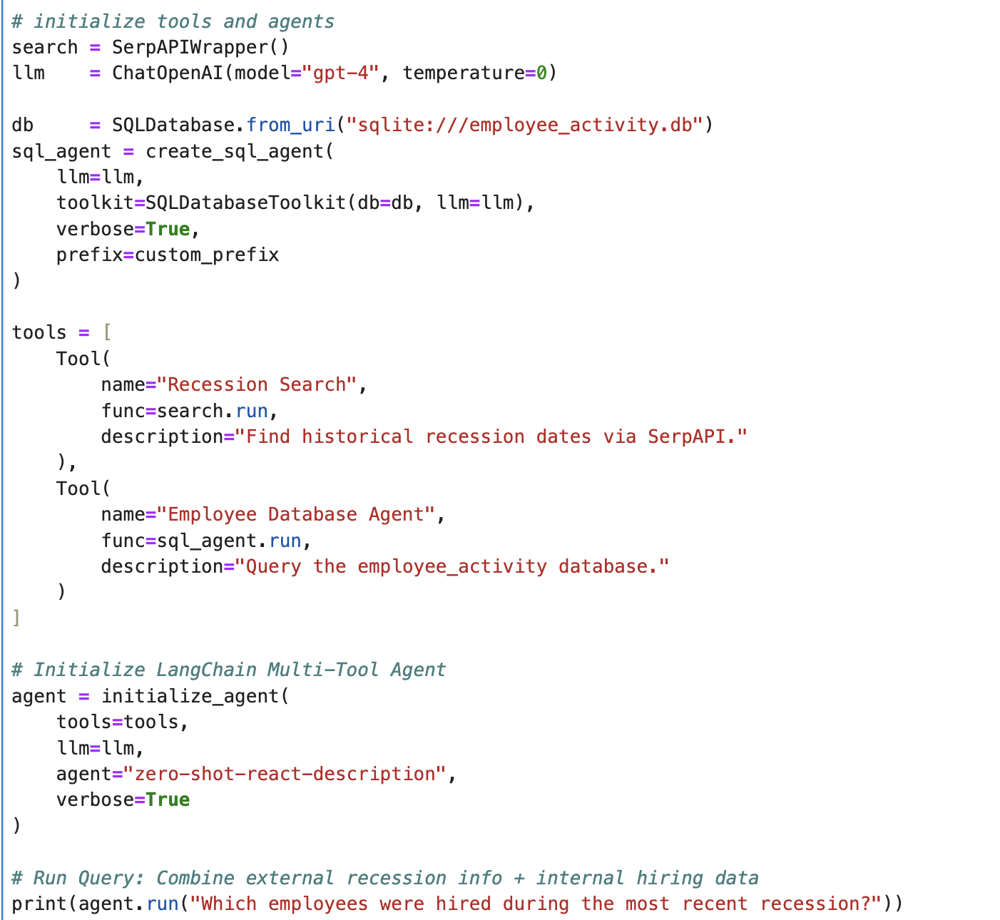 # initialize tools and agents
search = SerpAPIWrapper()
llm    = ChatOpenAI(model="gpt-4", temperature=0)

db     = SQLDatabase.from_uri("sqlite:///employee_activity.db")
sql_agent = create_sql_agent(
    llm=llm,
    toolkit=SQLDatabaseToolkit(db=db, llm=llm),
    verbose=True,
    prefix=custom_prefix
)

tools = [
    Tool(
        name="Recession Search",
        func=search.run,
        description="Find historical recession dates via SerpAPI."
    ),
    Tool(
        name="Employee Database Agent",
        func=sql_agent.run,
        description="Query the employee_activity database."
    )
]

# Initialize LangChain Multi-Tool Agent
agent = initialize_agent(
    tools=tools,
    llm=llm,
    agent="zero-shot-react-description",
    verbose=True
)

# Run Query: Combine external recession info + internal hiring data
print(agent.run("Which employees were hired during the most recent recession?"))